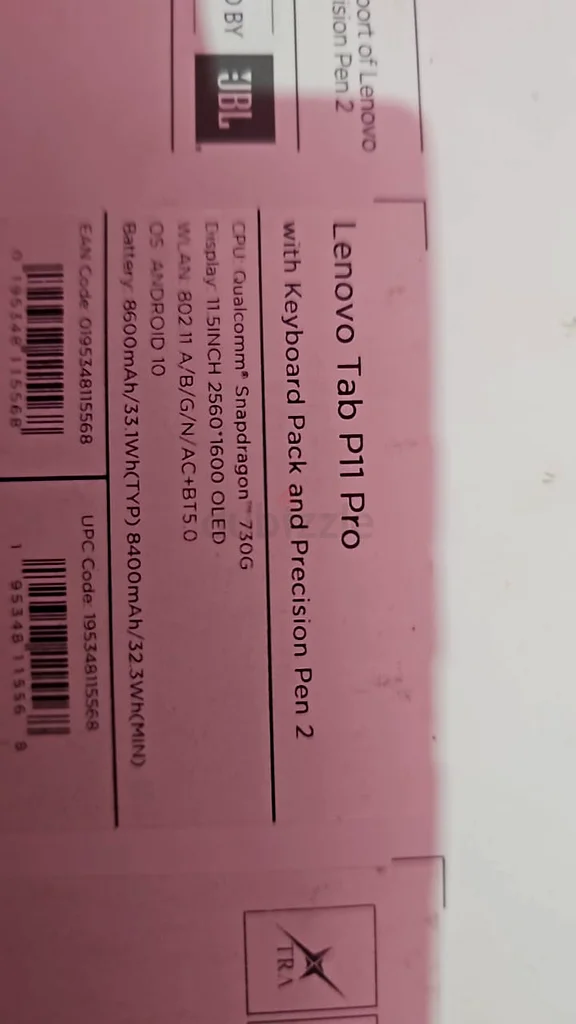 port of Lenovo
ision Pen 2
D BY
JBL
Lenovo Tab P11 Pro
with Keyboard Pack and Precision Pen 2
CPU: Qualcomm® Snapdragon™ 730G
Display: 11.5INCH 2560*1600 OLED
WLAN: 802.11 A/B/G/N/AC+BT5.0
OS: ANDROID 10
Battery: 8600mAh/33.1Wh(TYP) 8400mAh/32.3Wh(MIN)
EAN Code: 0195348115568
0 195348 115568
UPC Code: 195348115568
1 95348 11556 8
TRA
dubizzle